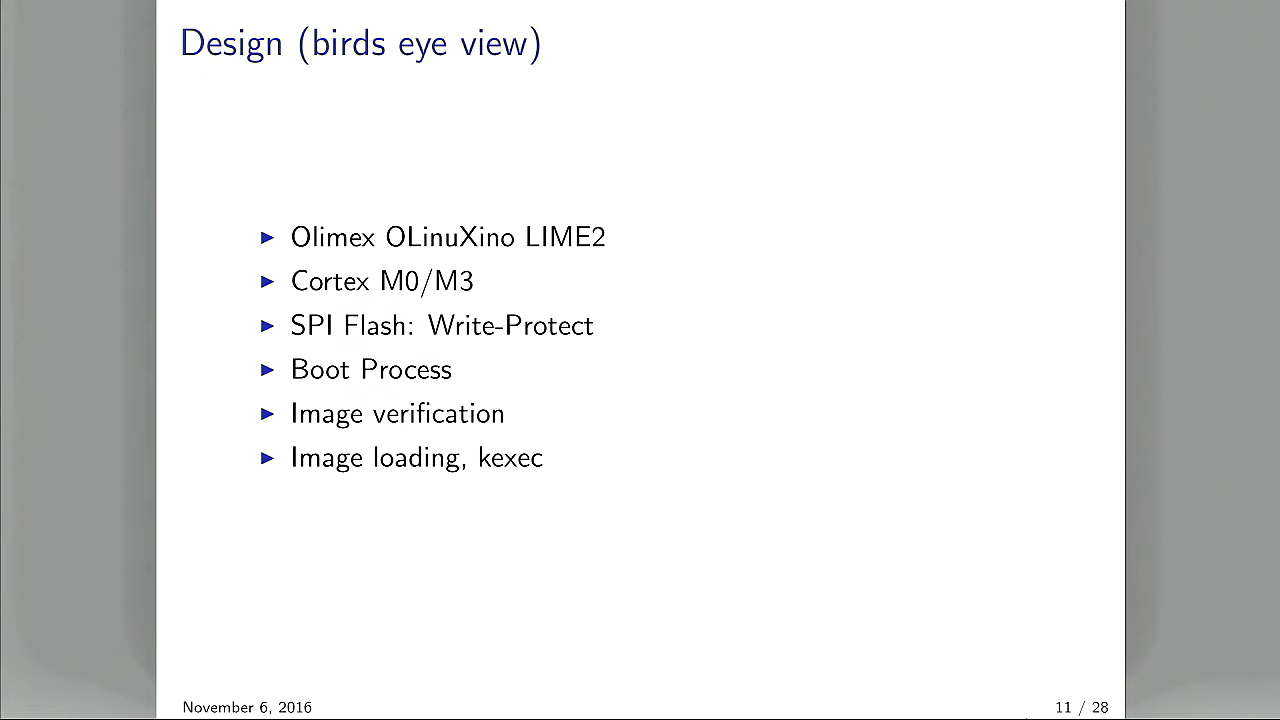 Design (birds eye view)
Olimex OLinuXino LIME2
Cortex M0/M3
SPI Flash: Write-Protect
Boot Process
Image verification
Image loading, kexec
November 6, 2016
11 / 28